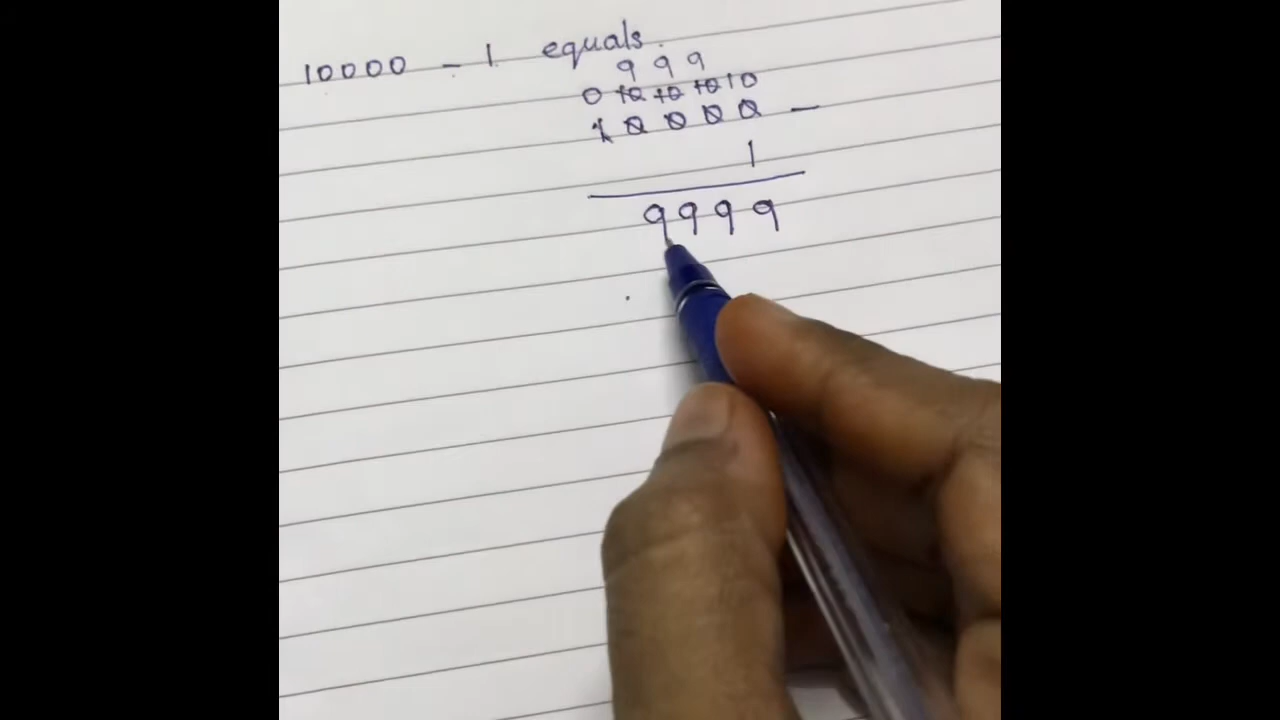 10000 - 1 equals.
9 9 9
0 10 10 10 10
1 0 0 0 0 -
1
9 9 9 9